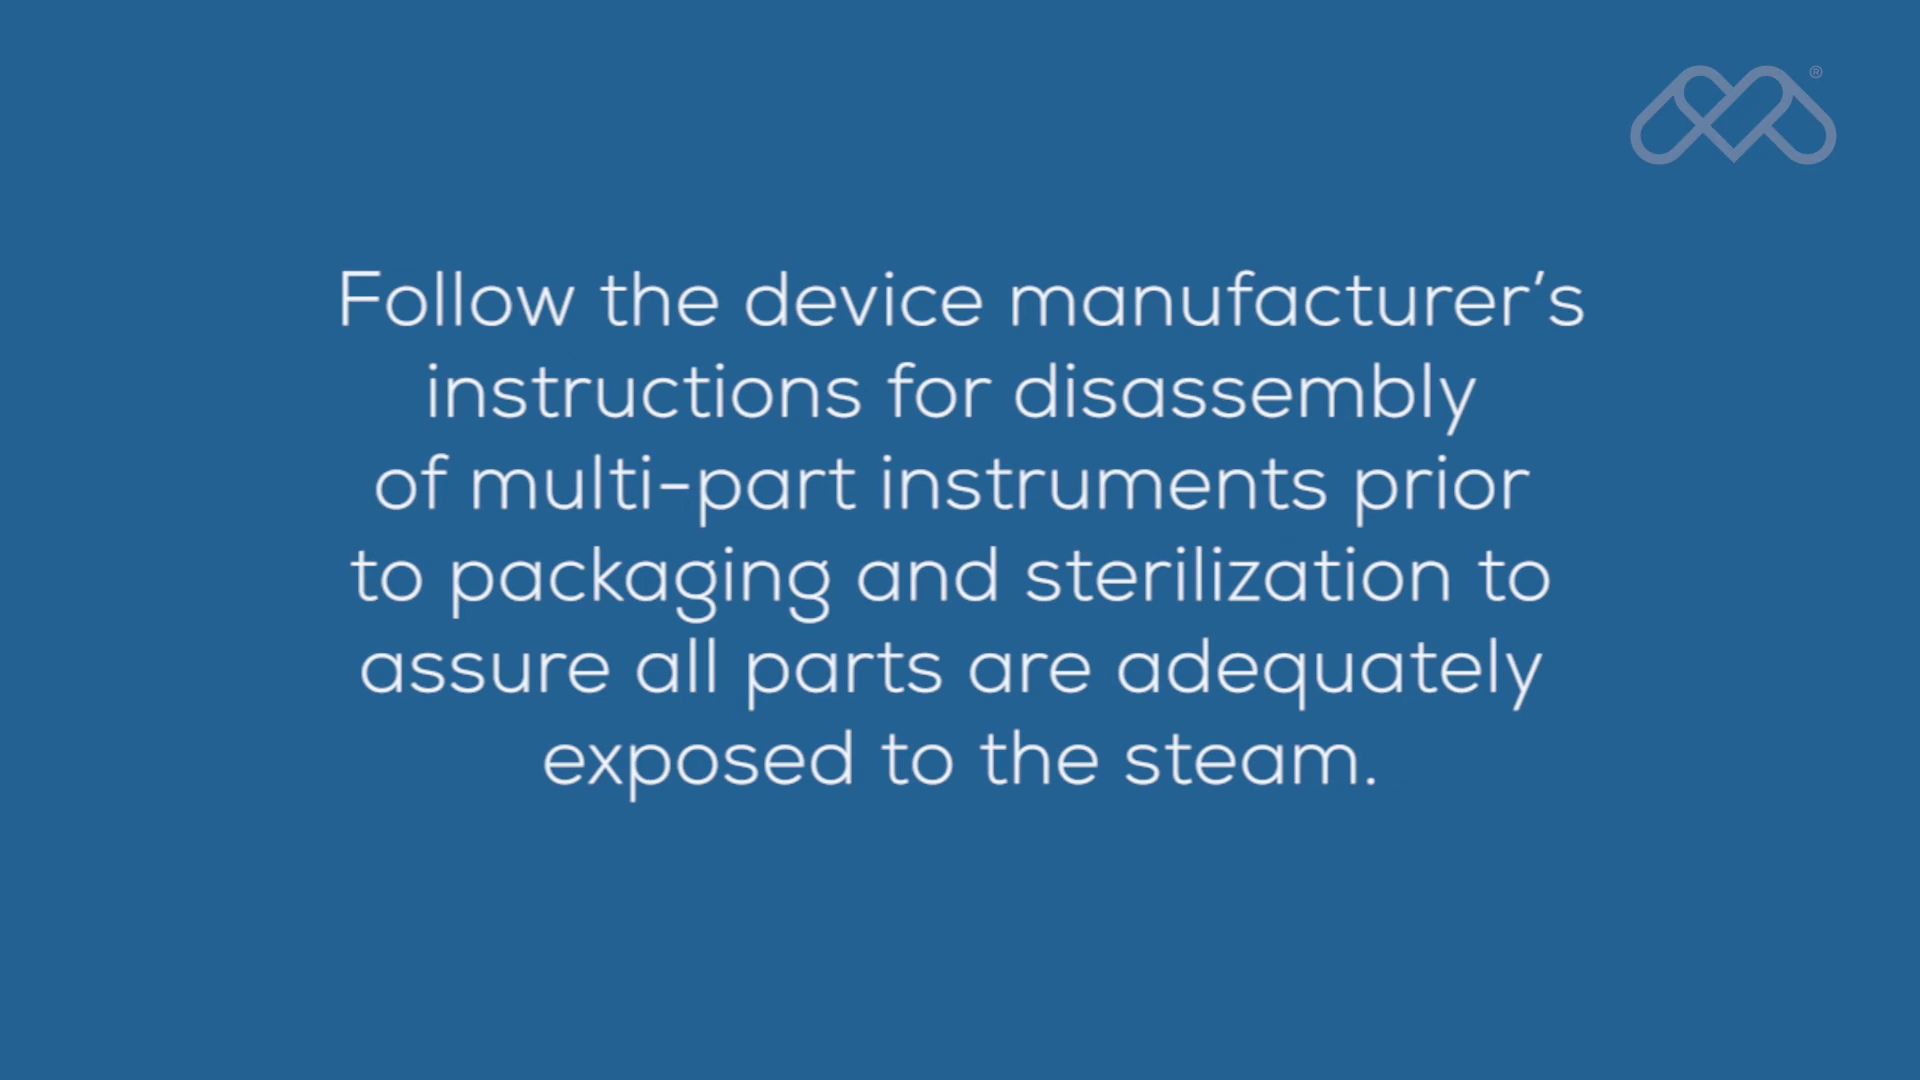 Follow the device manufacturer’s
instructions for disassembly
of multi-part instruments prior
to packaging and sterilization to
assure all parts are adequately
exposed to the steam.
®